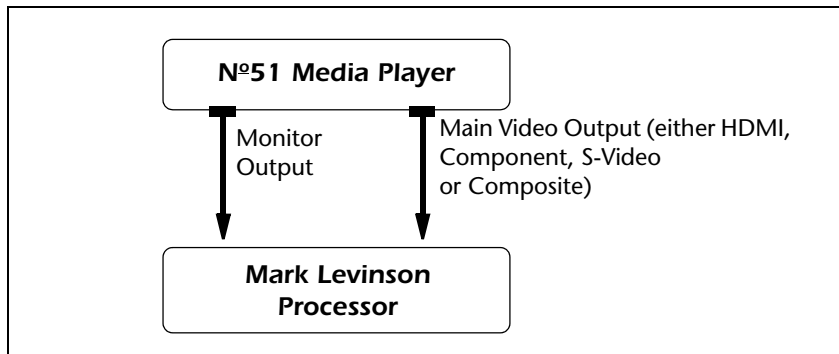 Nº51 Media Player
Monitor
Output
Main Video Output (either HDMI,
Component, S-Video
or Composite)
Mark Levinson
Processor